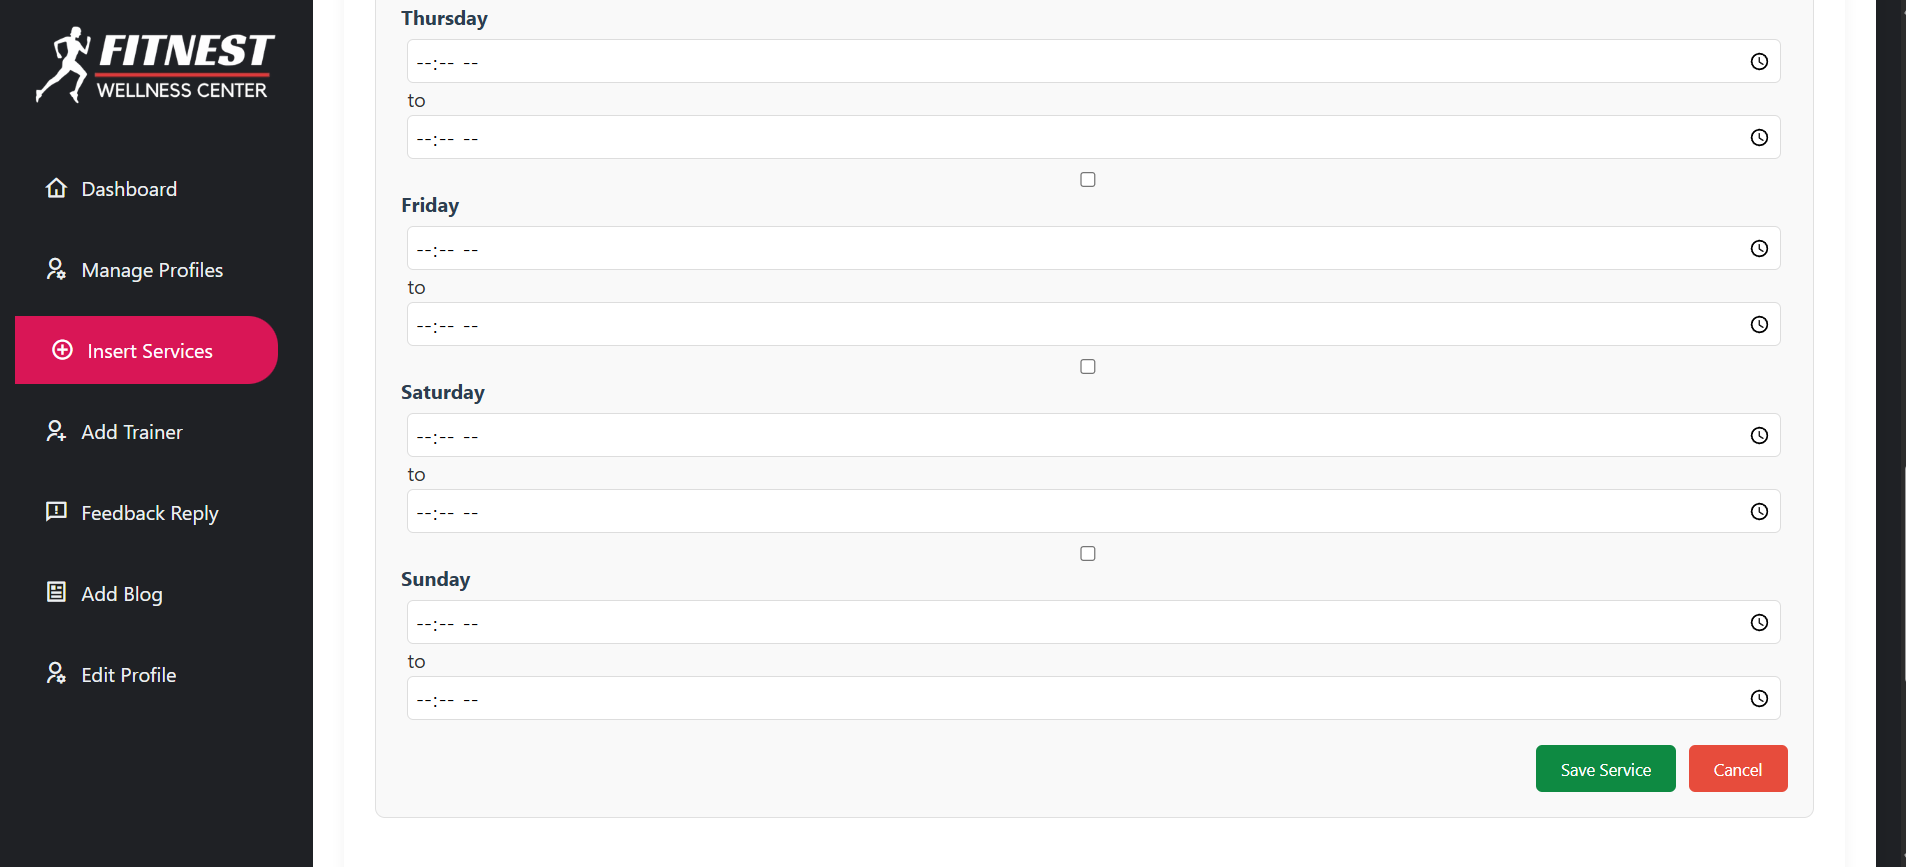 FITNEST
WELLNESS CENTER
Dashboard
Manage Profiles
Insert Services
Add Trainer
Feedback Reply
Add Blog
Edit Profile
Thursday
--:-- --
to
--:-- --
Friday
--:-- --
to
--:-- --
Saturday
--:-- --
to
--:-- --
Sunday
--:-- --
to
--:-- --
Save Service
Cancel